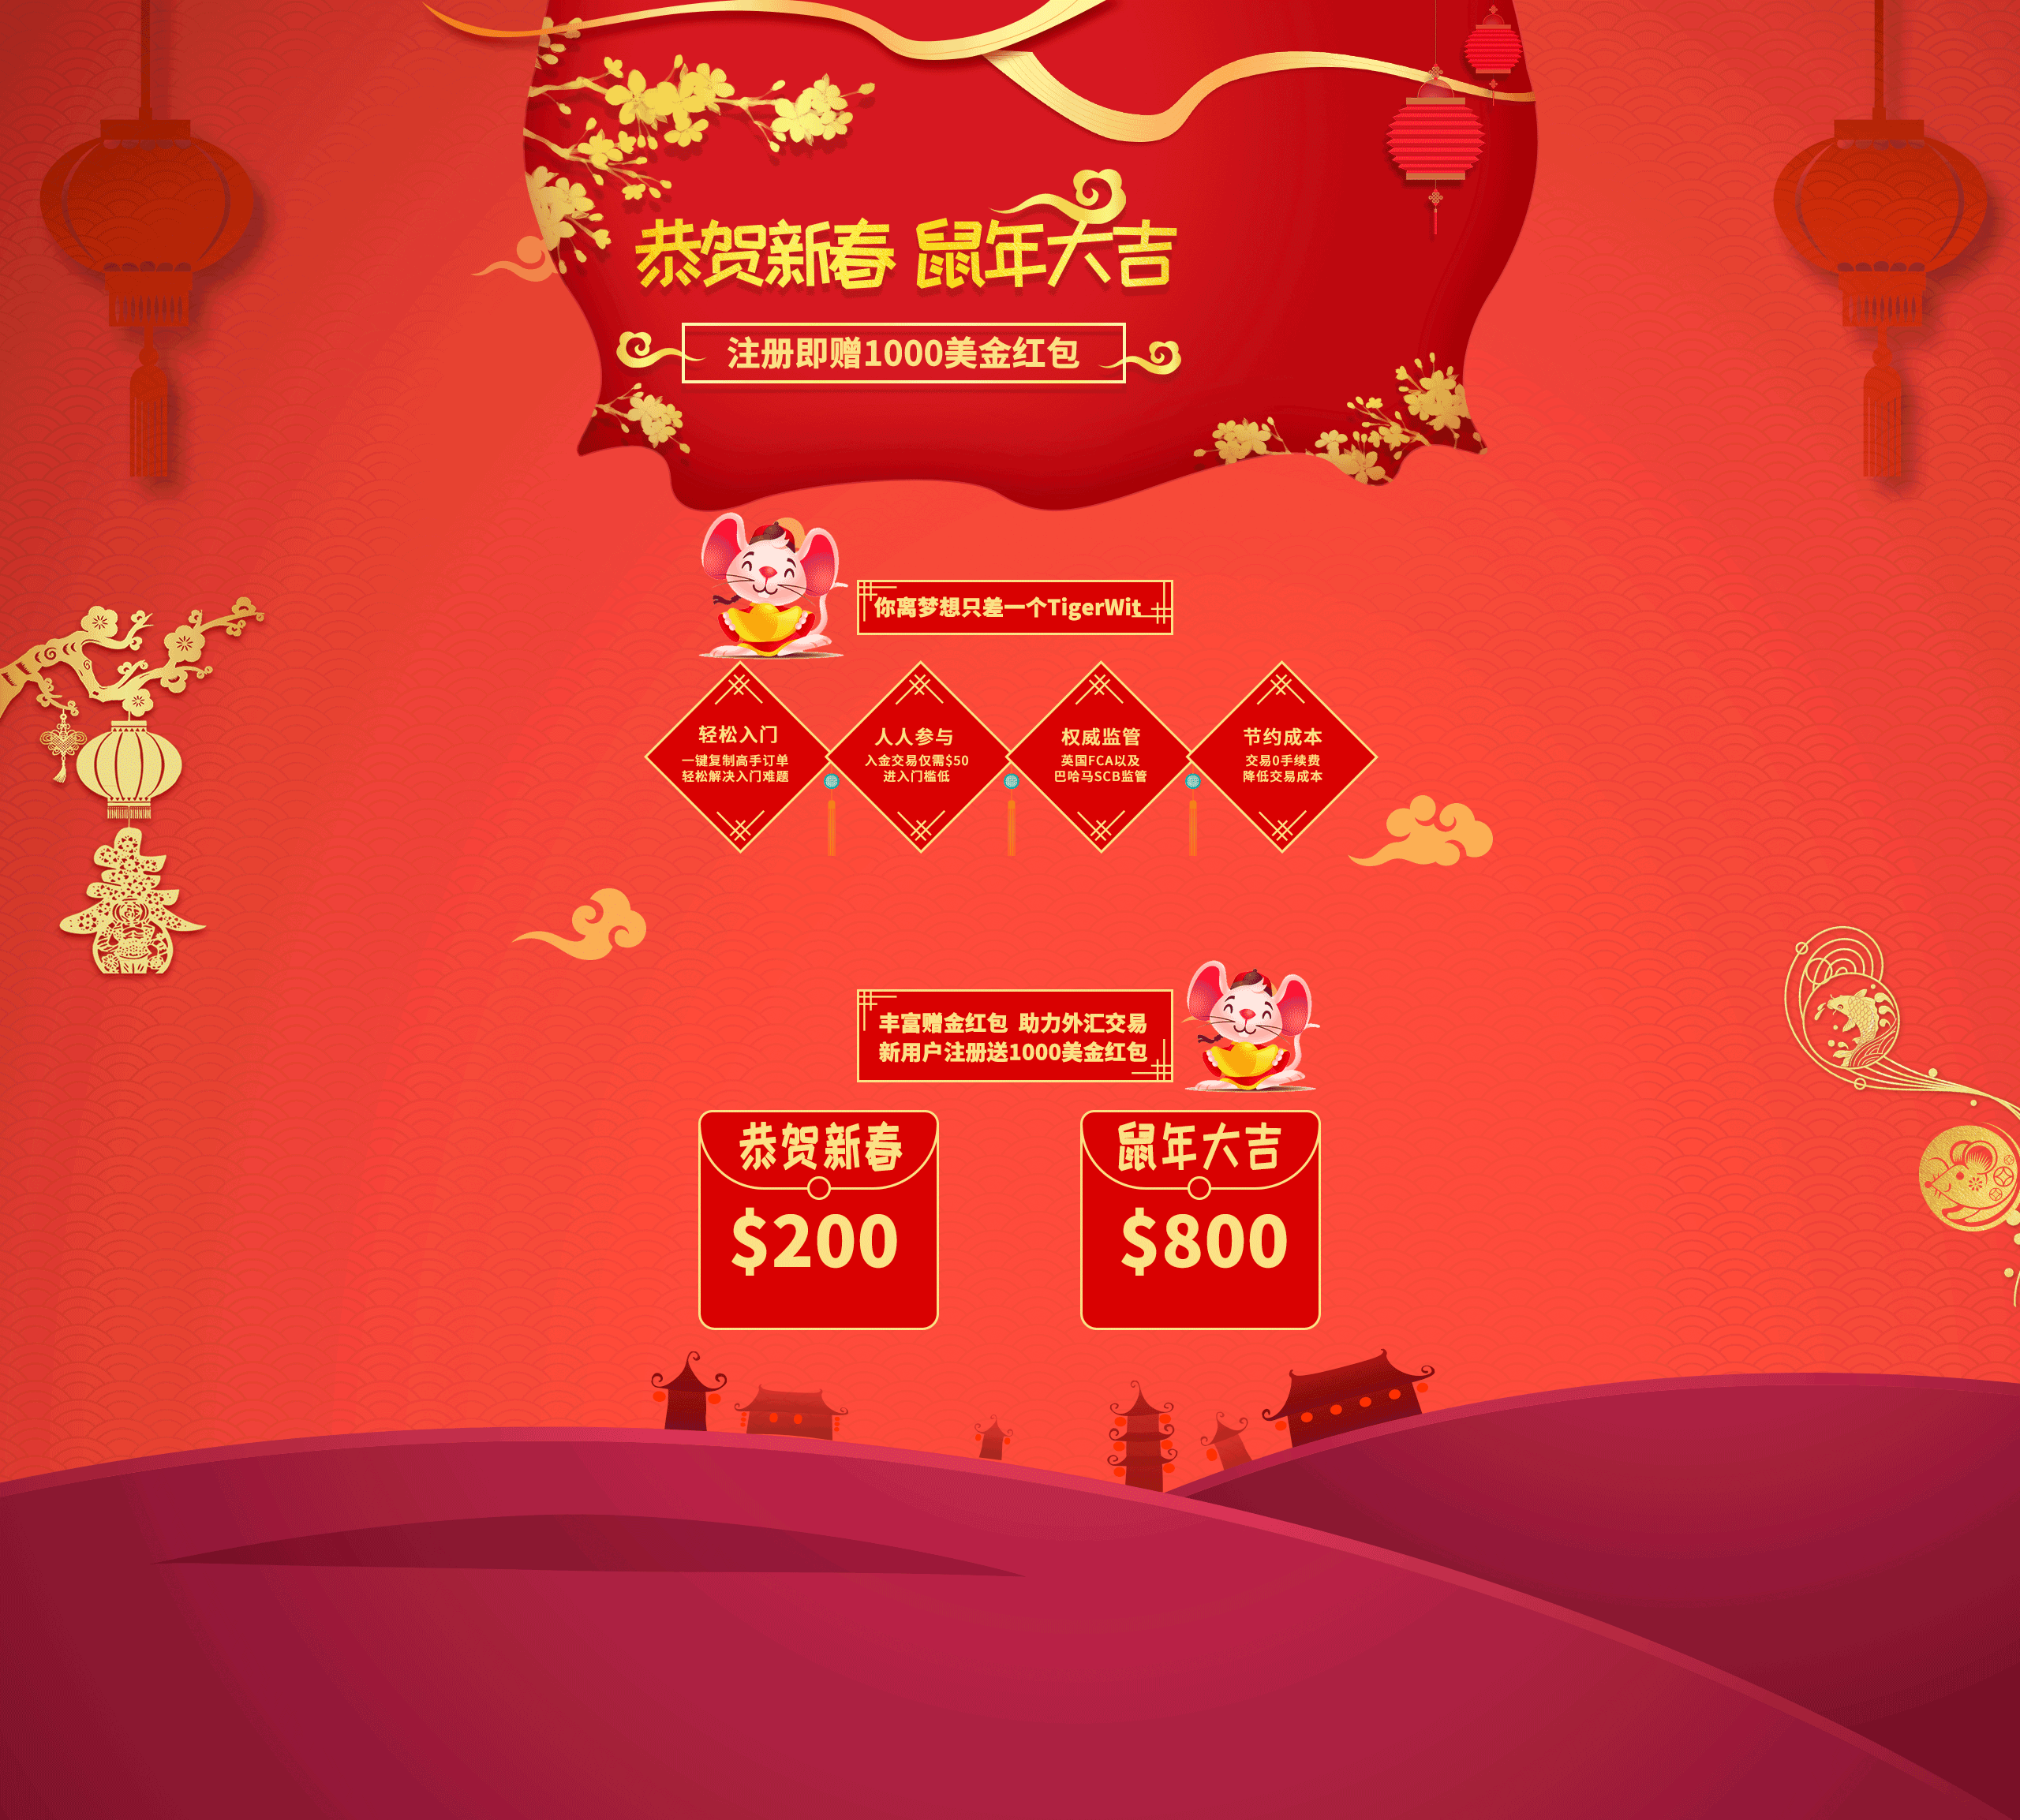 恭贺新春 鼠年大吉
注册即赠1000美金红包
你离梦想只差一个TigerWit
轻松入门
一键复制高手订单
轻松解决入门难题
人人参与
入金交易仅需$50
进入门槛低
权威监管
英国FCA以及
巴哈马SCB监管
节约成本
交易0手续费
降低交易成本
春
丰富赠金红包 助力外汇交易
新用户注册送1000美金红包
恭贺新春
$200
鼠年大吉
$800